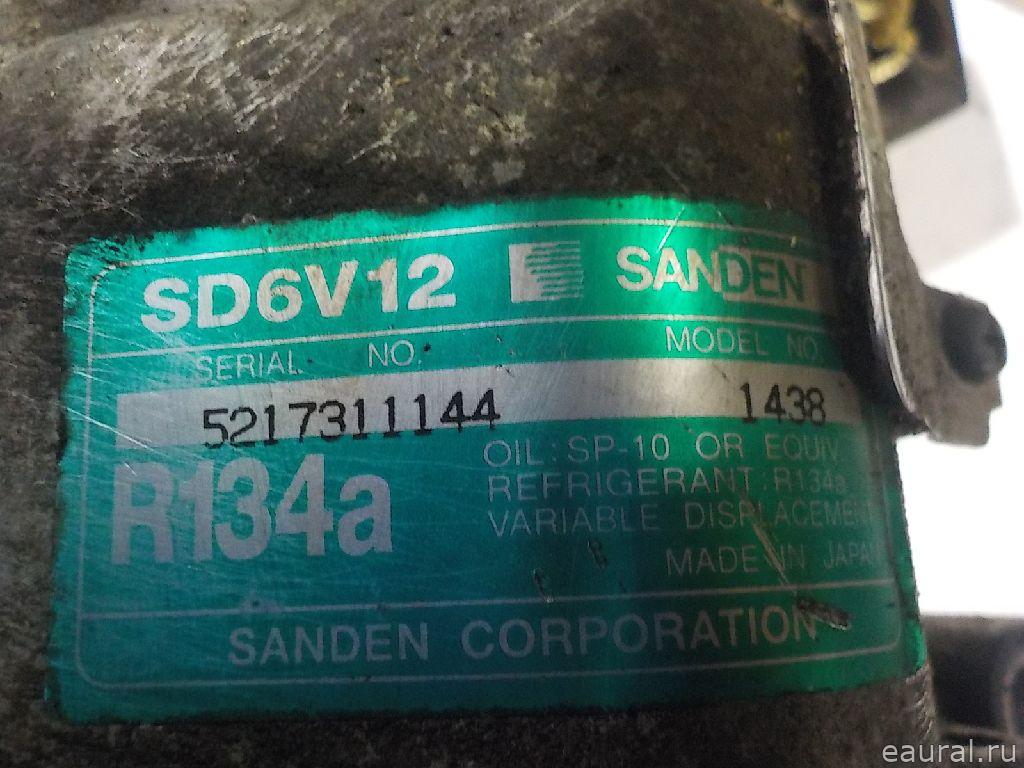 SD6V12 SANDEN
SERIAL NO. MODEL NO.
5217311144 1438
R134a
OIL: SP-10 OR EQUIV.
REFRIGERANT: R134a
VARIABLE DISPLACEMENT
MADE IN JAPAN
SANDEN CORPORATION
eaural.ru